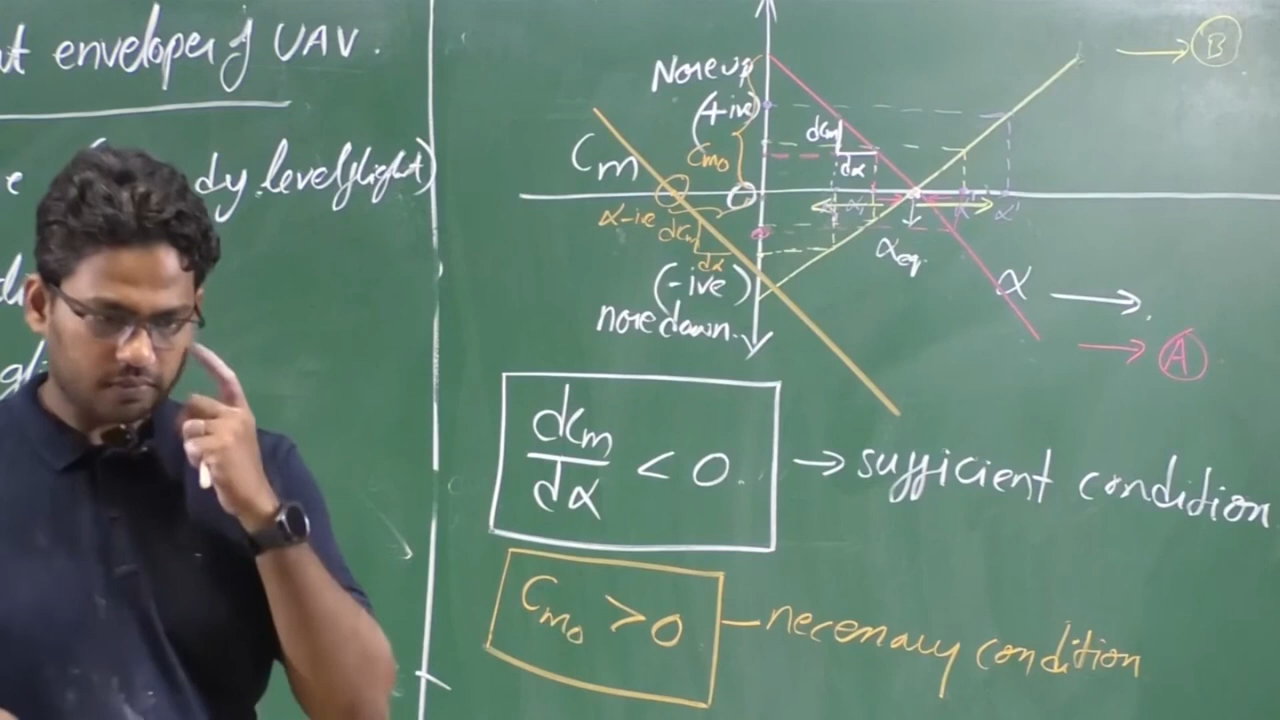 envelope of UAV.
dy level flight)
B
Nose up
(+ive)
Cm
Cm₀
dCm
dα
α-ive
dCm
dα
αeq.
α
(-ive)
nose down.
A
dCm/dα < 0
→ sufficient condition
Cm₀ > 0
necessary condition